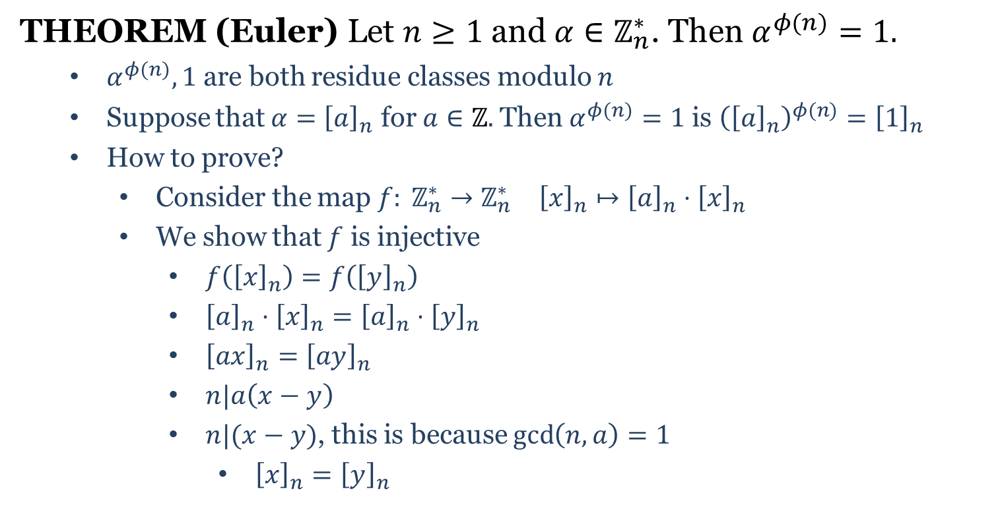 THEOREM (Euler) Let $n \geq 1$ and $\alpha \in \mathbb{Z}_n^*$. Then $\alpha^{\phi(n)} = 1$.
• $\alpha^{\phi(n)}, 1$ are both residue classes modulo $n$
• Suppose that $\alpha = [a]_n$ for $a \in \mathbb{Z}$. Then $\alpha^{\phi(n)} = 1$ is $([a]_n)^{\phi(n)} = [1]_n$
• How to prove?
• Consider the map $f: \mathbb{Z}_n^* \to \mathbb{Z}_n^*$ $[x]_n \mapsto [a]_n \cdot [x]_n$
• We show that $f$ is injective
• $f([x]_n) = f([y]_n)$
• $[a]_n \cdot [x]_n = [a]_n \cdot [y]_n$
• $[ax]_n = [ay]_n$
• $n|a(x - y)$
• $n|(x - y)$, this is because $\gcd(n, a) = 1$
• $[x]_n = [y]_n$